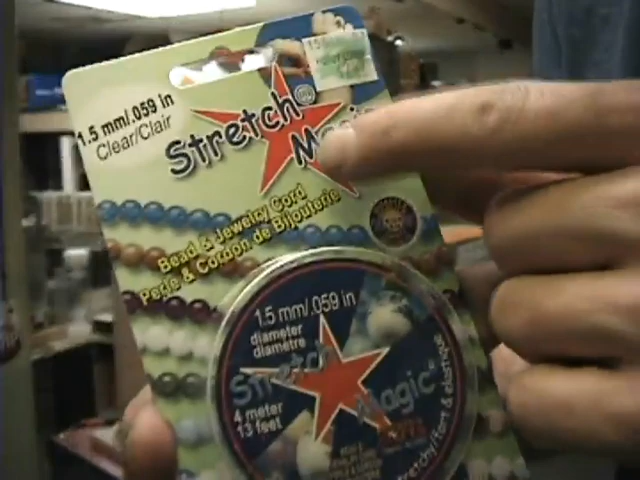 1.5 mm/.059 in
Clear/Clair
Stretch
Bead & Jewelry Cord
Perle & Cordon de Bijouterie
1.5 mm/.059 in
diameter
diamètre
Stretch
Magic
4 meter
13 feet